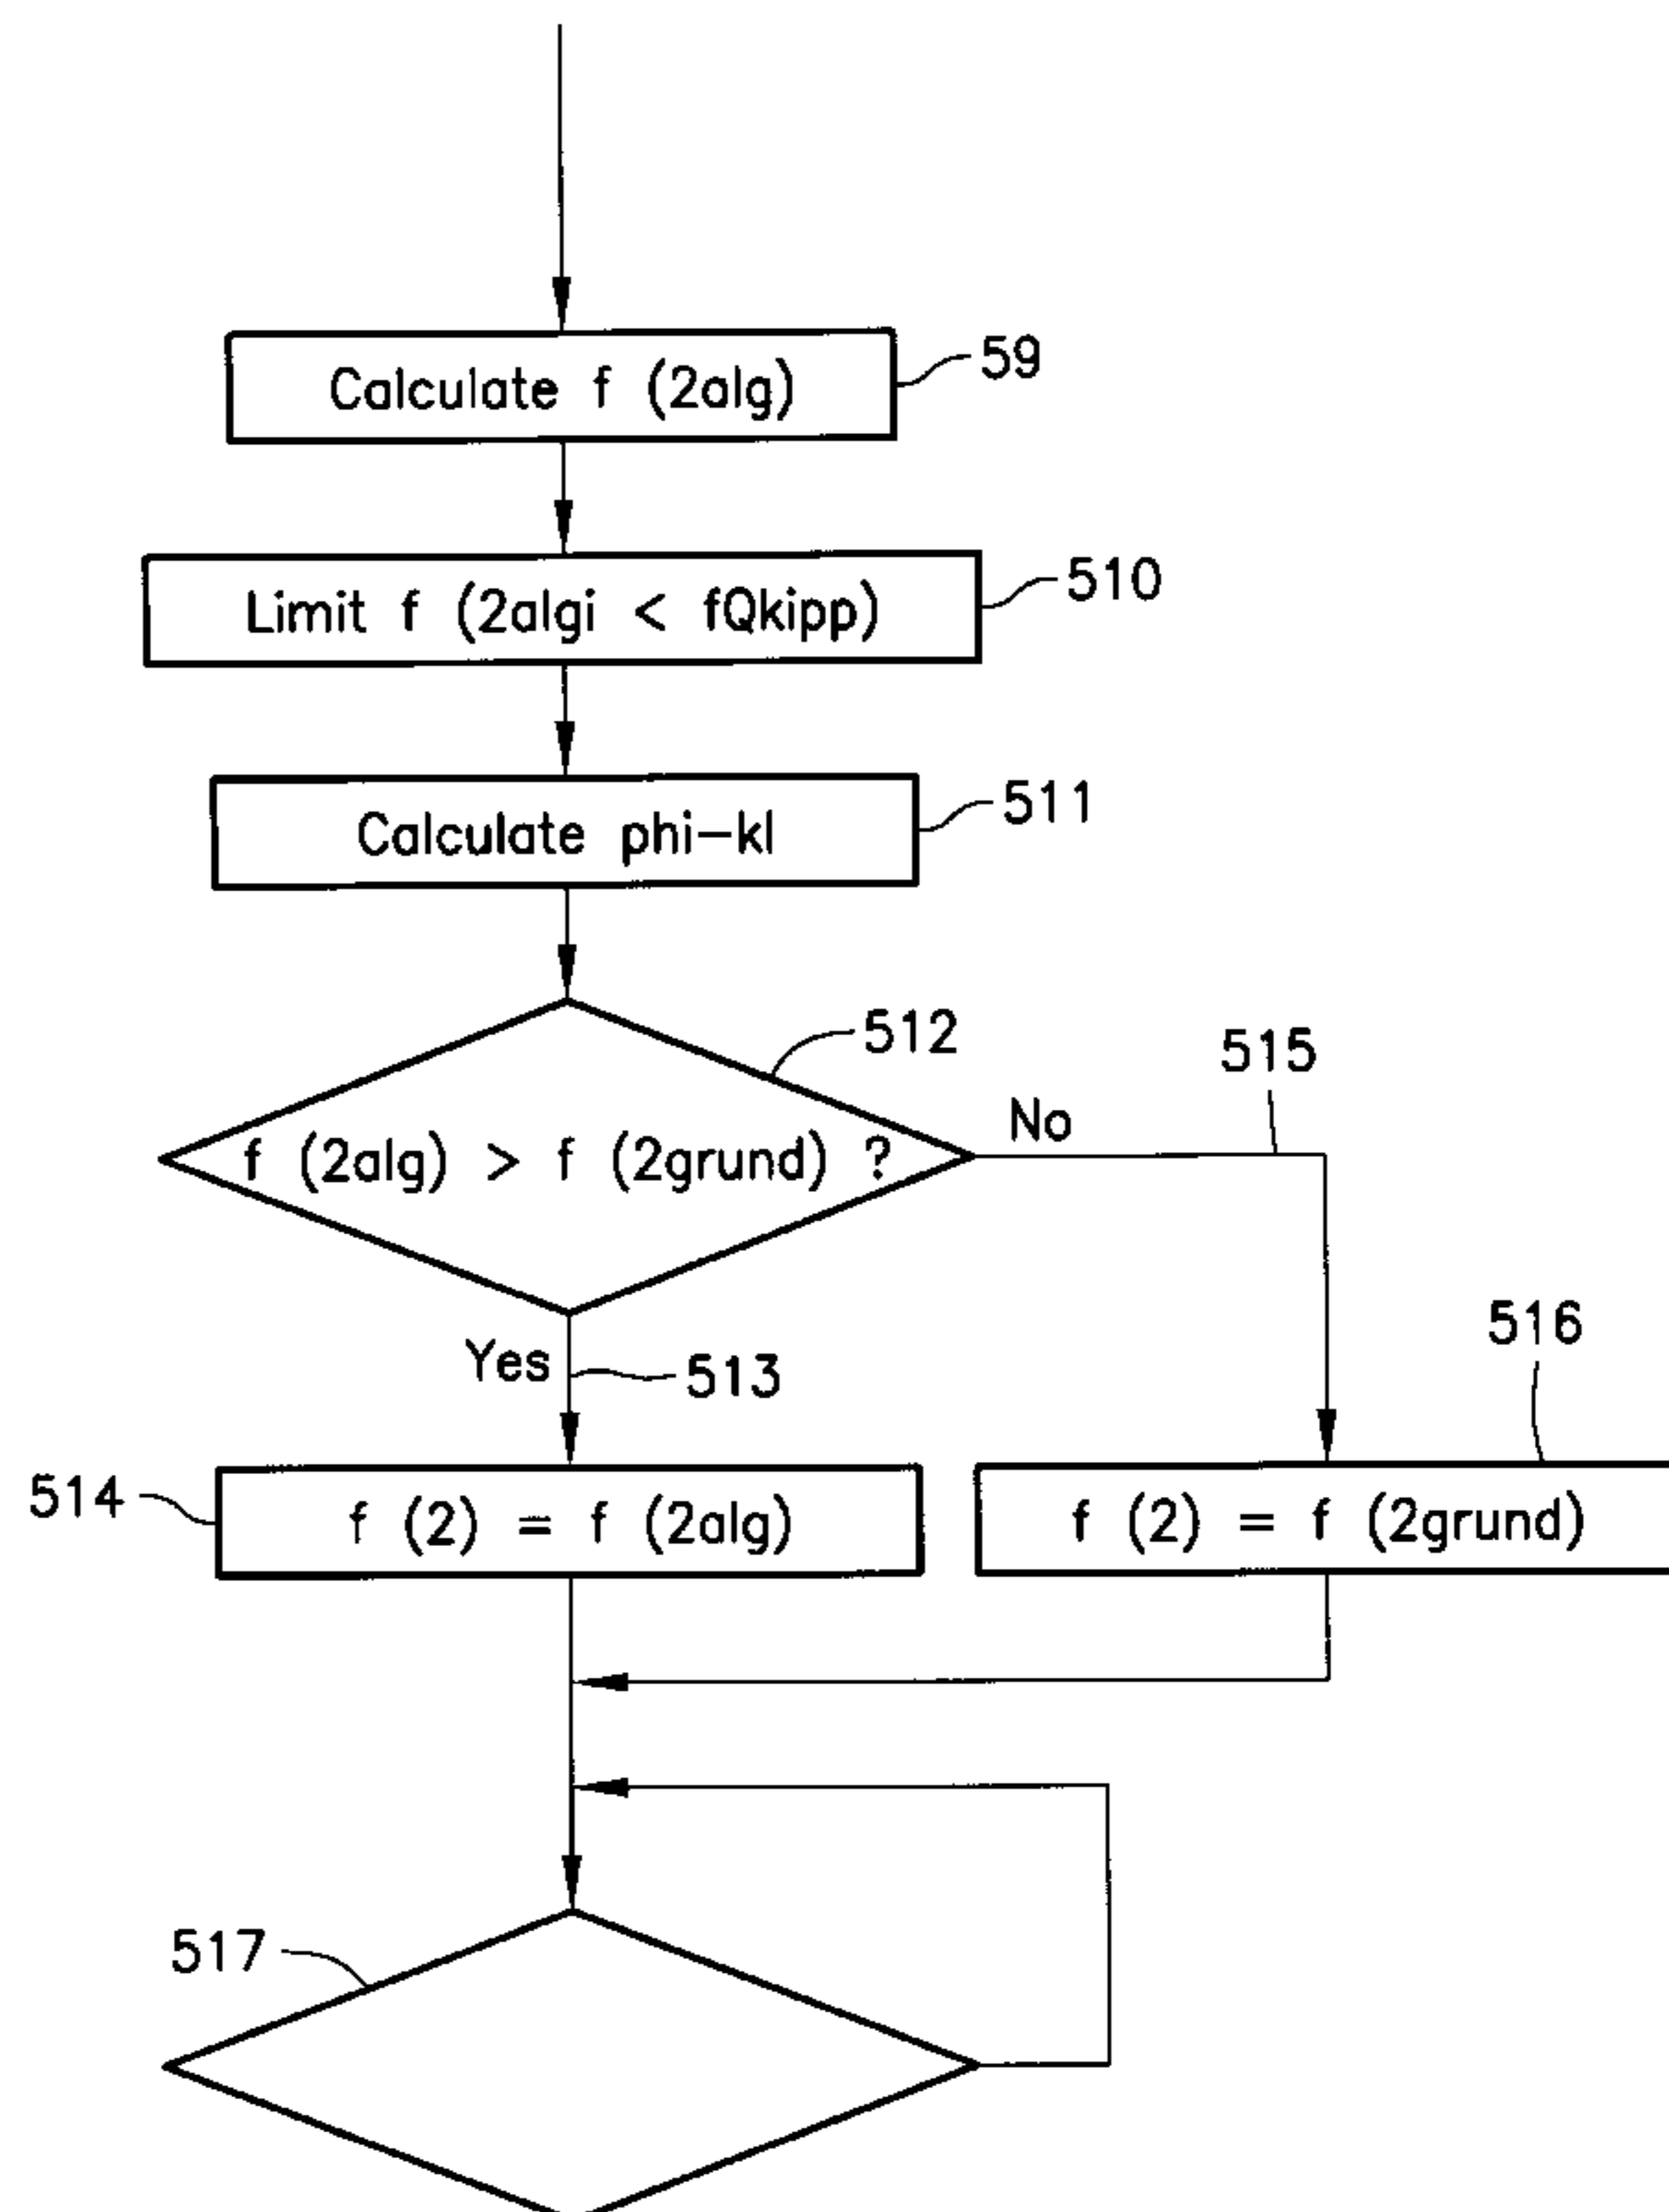 Calculate f (2alg)
59
Limit f (2algi < fQkipp)
510
Calculate phi-kl
511
512
515
No
f (2alg) > f (2grund) ?
516
Yes
513
514
f (2) = f (2alg)
f (2) = f (2grund)
517